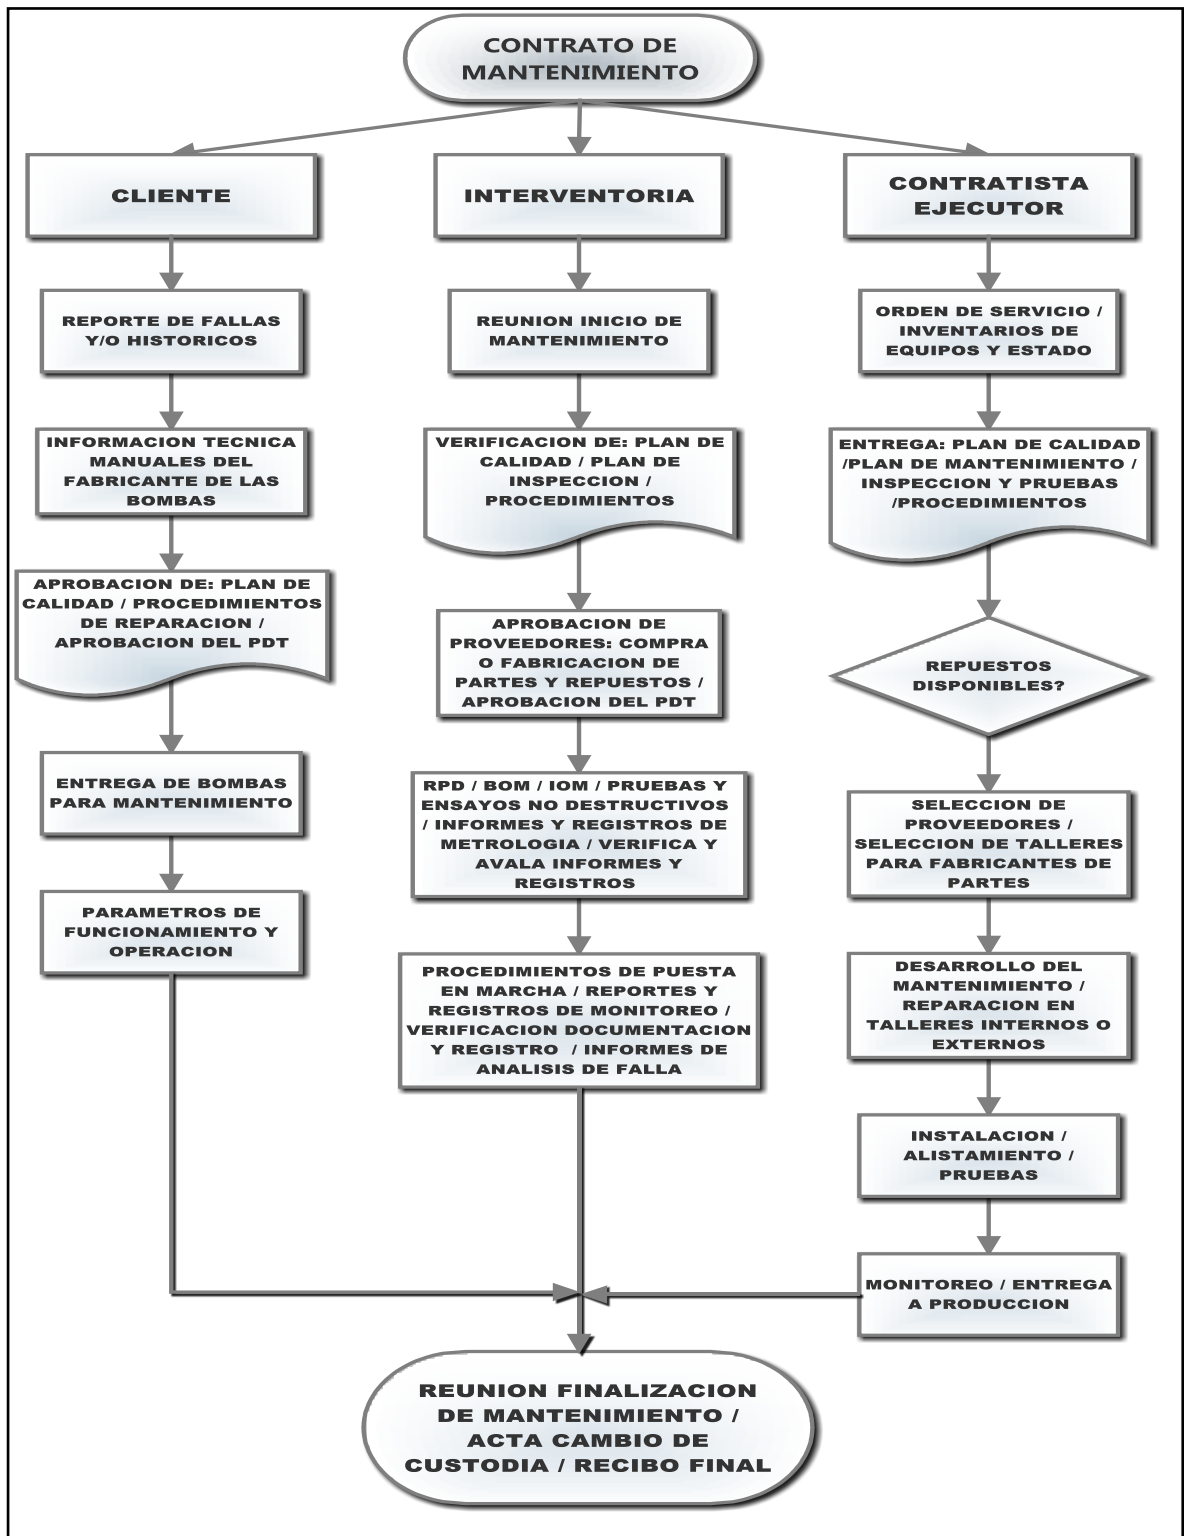 CONTRATO DE
MANTENIMIENTO
CLIENTE
REPORTE DE FALLAS
Y/O HISTORICOS
INFORMACION TECNICA
MANUALES DEL
FABRICANTE DE LAS
BOMBAS
APROBACION DE: PLAN DE
CALIDAD / PROCEDIMIENTOS
DE REPARACION /
APROBACION DEL PDT
ENTREGA DE BOMBAS
PARA MANTENIMIENTO
PARAMETROS DE
FUNCIONAMIENTO Y
OPERACION
INTERVENTORIA
REUNION INICIO DE
MANTENIMIENTO
VERIFICACION DE: PLAN DE
CALIDAD / PLAN DE
INSPECCION /
PROCEDIMIENTOS
APROBACION DE
PROVEEDORES: COMPRA
O FABRICACION DE
PARTES Y REPUESTOS /
APROBACION DEL PDT
RPD / BOM / IOM / PRUEBAS Y
ENSAYOS NO DESTRUCTIVOS
/ INFORMES Y REGISTROS DE
METROLOGIA / VERIFICA Y
AVALA INFORMES Y
REGISTROS
PROCEDIMIENTOS DE PUESTA
EN MARCHA / REPORTES Y
REGISTROS DE MONITOREO /
VERIFICACION DOCUMENTACION
Y REGISTRO / INFORMES DE
ANALISIS DE FALLA
CONTRATISTA
EJECUTOR
ORDEN DE SERVICIO /
INVENTARIOS DE
EQUIPOS Y ESTADO
ENTREGA: PLAN DE CALIDAD
/PLAN DE MANTENIMIENTO /
INSPECCION Y PRUEBAS
/PROCEDIMIENTOS
REPUESTOS
DISPONIBLES?
SELECCION DE
PROVEEDORES /
SELECCION DE TALLERES
PARA FABRICANTES DE
PARTES
DESARROLLO DEL
MANTENIMIENTO /
REPARACION EN
TALLERES INTERNOS O
EXTERNOS
INSTALACION /
ALISTAMIENTO /
PRUEBAS
MONITOREO / ENTREGA
A PRODUCCION
REUNION FINALIZACION
DE MANTENIMIENTO /
ACTA CAMBIO DE
CUSTODIA / RECIBO FINAL